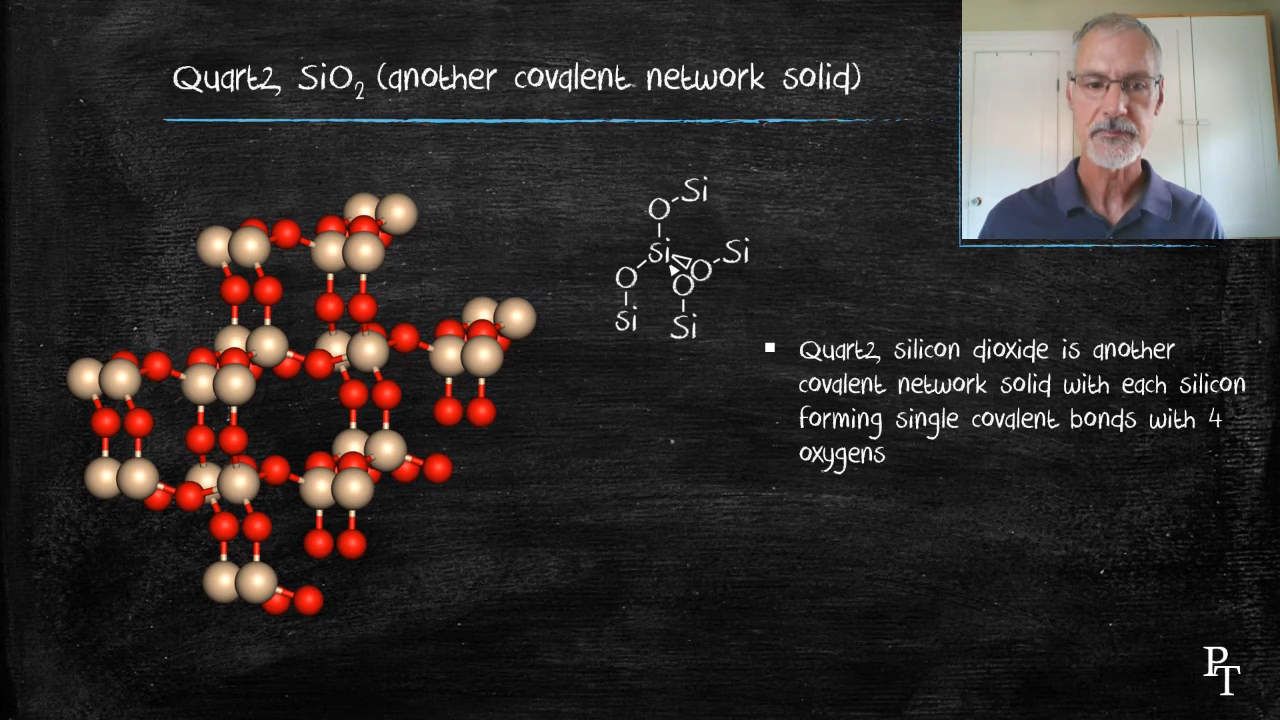 Quartz, SiO₂ (another covalent network solid)
Si
O
Si
Si
O
O
O
Si
Si
▪ Quartz, silicon dioxide is another
covalent network solid with each silicon
forming single covalent bonds with 4
oxygens
PT